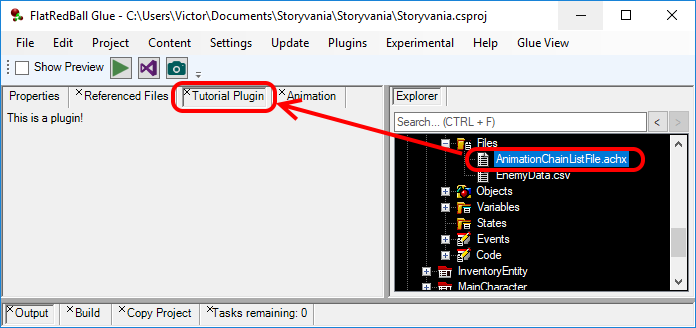 FlatRedBall Glue - C:\Users\Victor\Documents\Storyvania\Storyvania\Storyvania.csproj
File Project Content Settings Update Plugins Experimental Help Glue View
Show Preview
Properties Referenced Files Tutorial Plugin Animation
This is a plugin!
Explorer
Search... (CTRL + F) < >
Files
AnimationChainListFile.achx
EnemyData.csv
Objects
Variables
States
Events
Code
InventoryEntity
MainCharacter
Output Build Copy Project Tasks remaining: 0